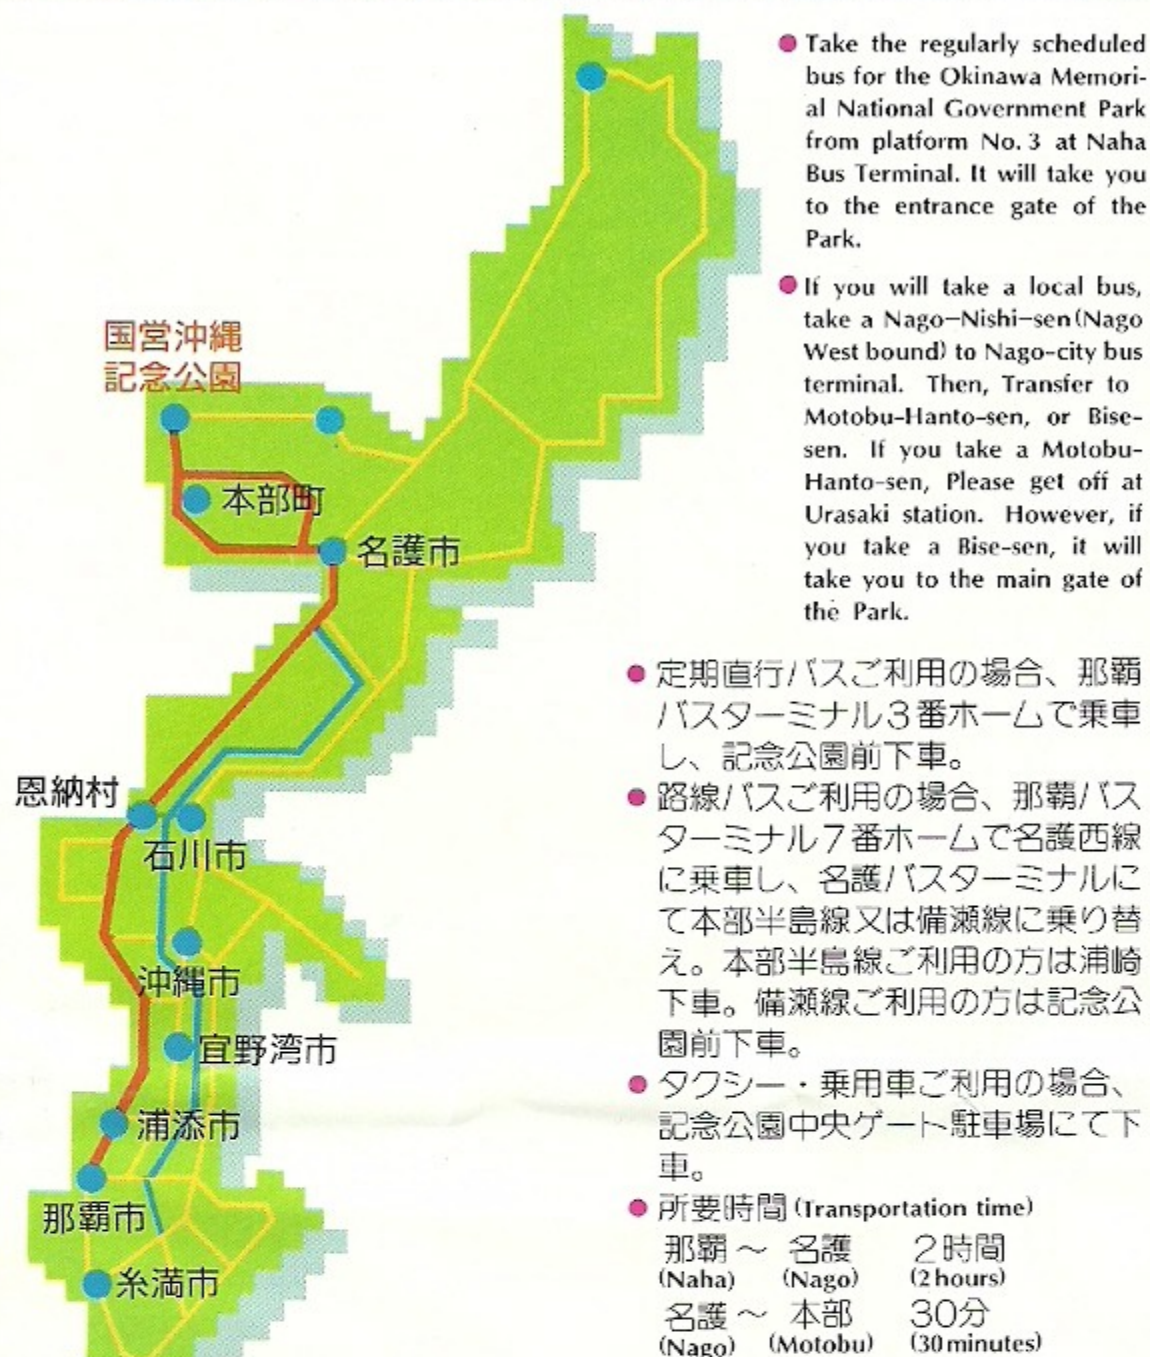 国営沖縄
記念公園
本部町
名護市
恩納村
石川市
沖縄市
宜野湾市
浦添市
那覇市
糸満市
● Take the regularly scheduled
bus for the Okinawa Memori-
al National Government Park
from platform No. 3 at Naha
Bus Terminal. It will take you
to the entrance gate of the
Park.
● If you will take a local bus,
take a Nago-Nishi-sen (Nago
West bound) to Nago-city bus
terminal. Then, Transfer to
Motobu-Hanto-sen, or Bise-
sen. If you take a Motobu-
Hanto-sen, Please get off at
Urasaki station. However, if
you take a Bise-sen, it will
take you to the main gate of
the Park.
● 定期直行バスご利用の場合、那覇
バスターミナル3番ホームで乗車
し、記念公園前下車。
● 路線バスご利用の場合、那覇バス
ターミナル7番ホームで名護西線
に乗車し、名護バスターミナルに
て本部半島線又は備瀬線に乗り替
え。本部半島線ご利用の方は浦崎
下車。備瀬線ご利用の方は記念公
園前下車。
● タクシー・乗用車ご利用の場合、
記念公園中央ゲート駐車場にて下
車。
● 所要時間 (Transportation time)
那覇 〜 名護 2時間
(Naha) (Nago) (2 hours)
名護 〜 本部 30分
(Nago) (Motobu) (30 minutes)